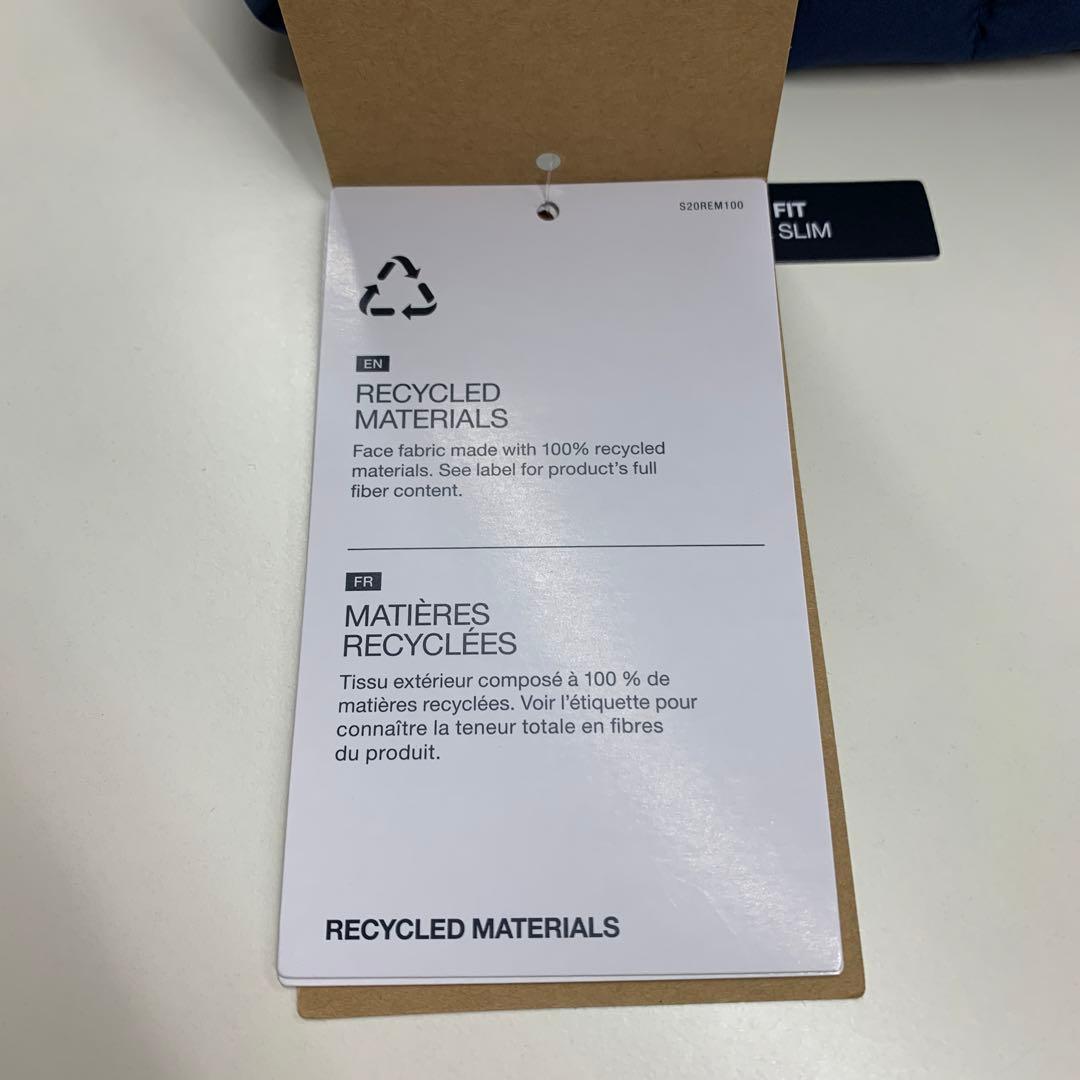 S20REM100
FIT
SLIM
EN
RECYCLED
MATERIALS
Face fabric made with 100% recycled
materials. See label for product's full
fiber content.
FR
MATIÈRES
RECYCLÉES
Tissu extérieur composé à 100 % de
matières recyclées. Voir l'étiquette pour
connaître la teneur totale en fibres
du produit.
RECYCLED MATERIALS